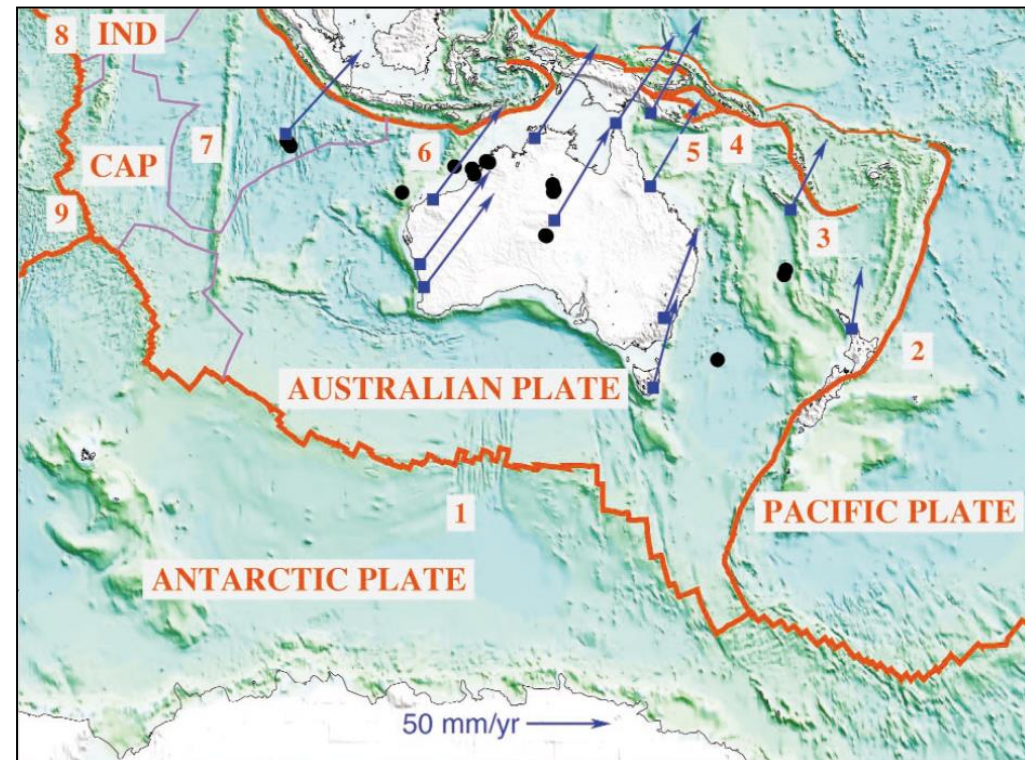 8 IND
7
CAP
6
5 4
9
3
2
AUSTRALIAN PLATE
1
PACIFIC PLATE
ANTARCTIC PLATE
50 mm/yr